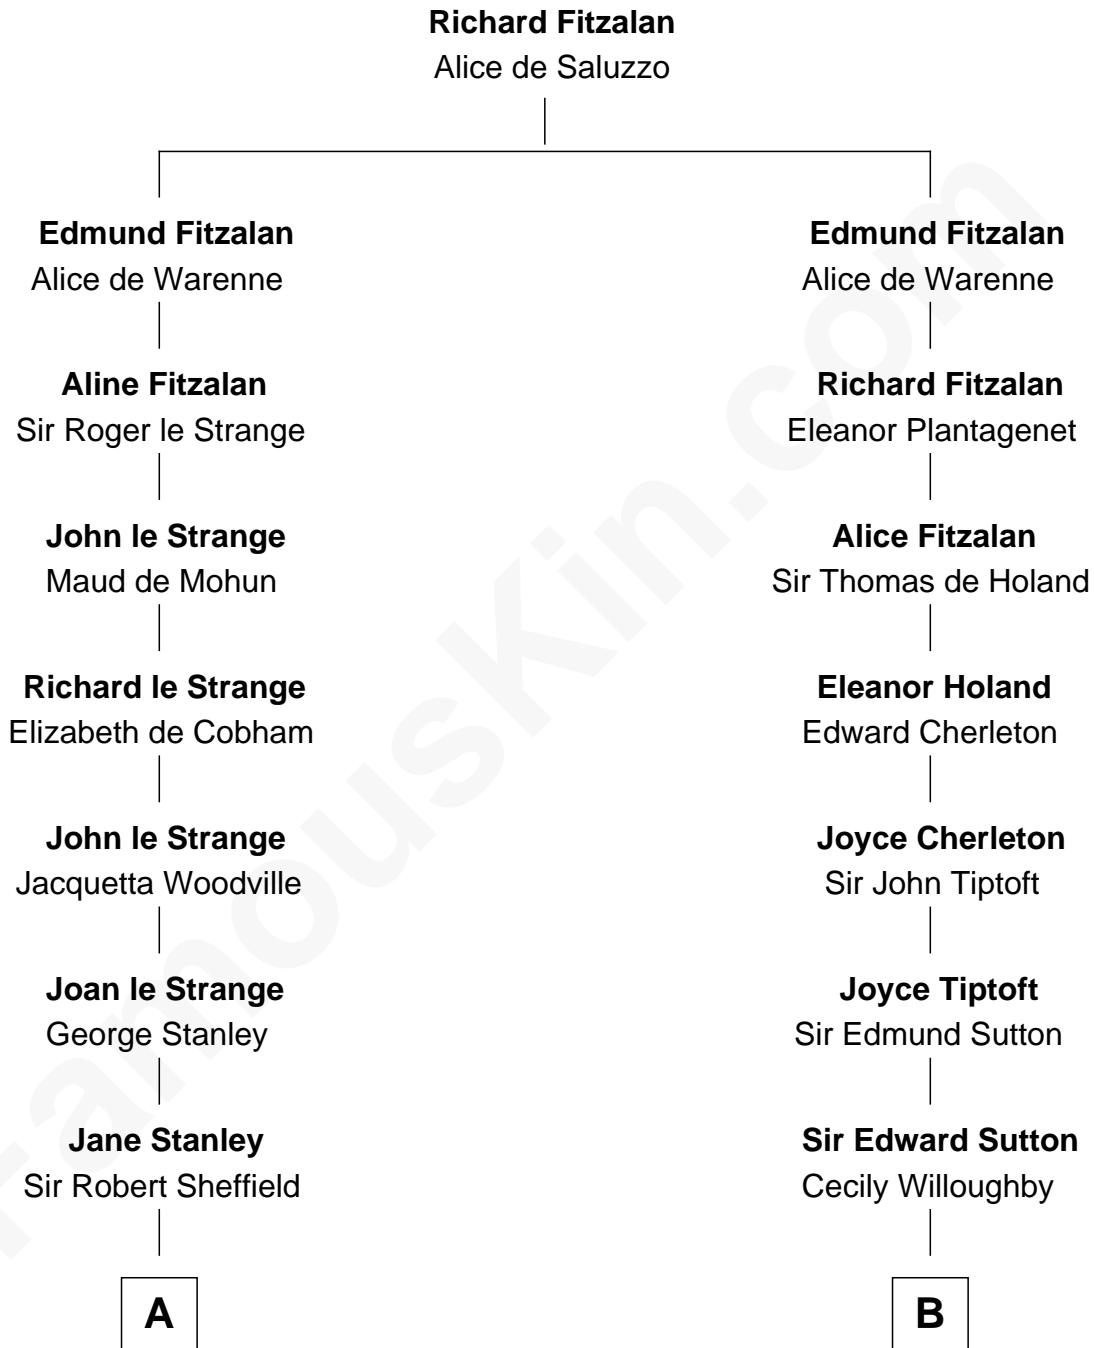 Richard Fitzalan
Alice de Saluzzo
Edmund Fitzalan
Alice de Warenne
Edmund Fitzalan
Alice de Warenne
Aline Fitzalan
Sir Roger le Strange
Richard Fitzalan
Eleanor Plantagenet
John le Strange
Maud de Mohun
Alice Fitzalan
Sir Thomas de Holand
Richard le Strange
Elizabeth de Cobham
Eleanor Holand
Edward Cherleton
John le Strange
Jacquetta Woodville
Joyce Cherleton
Sir John Tiptoft
Joan le Strange
George Stanley
Joyce Tiptoft
Sir Edmund Sutton
Jane Stanley
Sir Robert Sheffield
Sir Edward Sutton
Cecily Willoughby
A
B
FamousKin.com